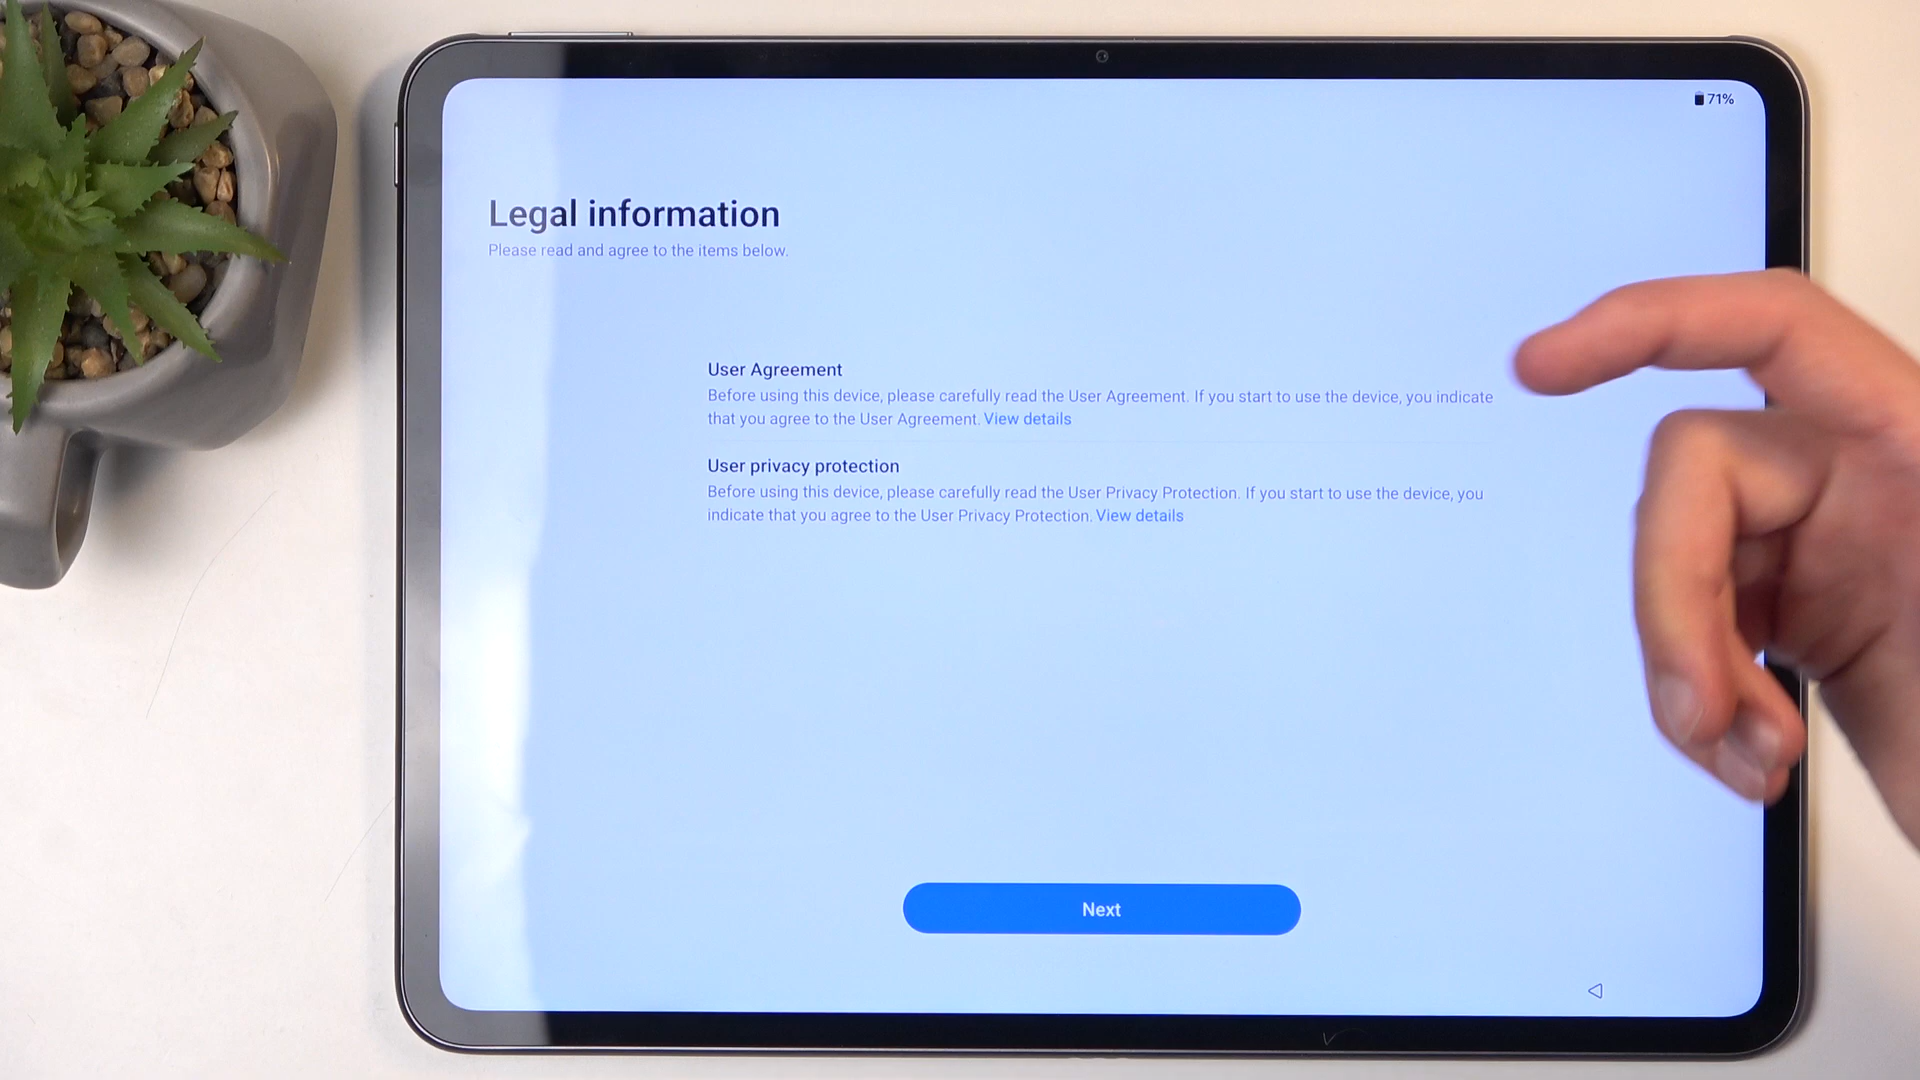 71%
Legal information
Please read and agree to the items below.
User Agreement
Before using this device, please carefully read the User Agreement. If you start to use the device, you indicate
that you agree to the User Agreement. View details
User privacy protection
Before using this device, please carefully read the User Privacy Protection. If you start to use the device, you
indicate that you agree to the User Privacy Protection. View details
Next